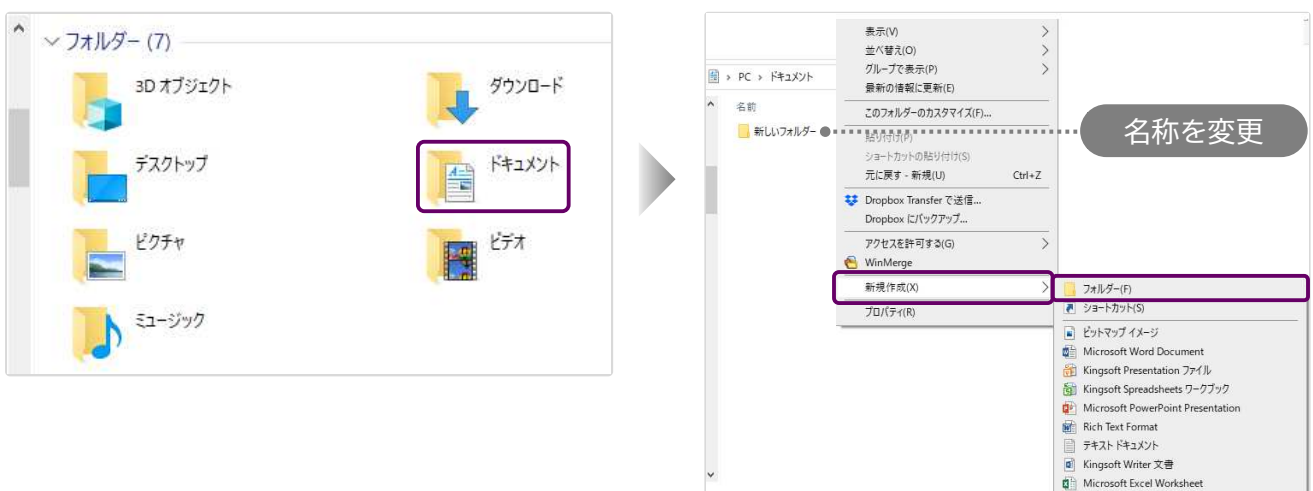 フォルダー (7)
3D オブジェクト
ダウンロード
デスクトップ
ドキュメント
ピクチャ
ビデオ
ミュージック
PC › ドキュメント
名前
新しいフォルダー
表示(V)
並べ替え(O)
グループで表示(P)
最新の情報に更新(E)
このフォルダーのカスタマイズ(F)...
貼り付け(P)
ショートカットの貼り付け(S)
元に戻す - 新規(U) Ctrl+Z
Dropbox Transfer で送信...
Dropbox にバックアップ...
アクセスを許可する(G)
WinMerge
新規作成(X)
プロパティ(R)
名称を変更
フォルダー(F)
ショートカット(S)
ビットマップ イメージ
Microsoft Word Document
Kingsoft Presentation ファイル
Kingsoft Spreadsheets ワークブック
Microsoft PowerPoint Presentation
Rich Text Format
テキスト ドキュメント
Kingsoft Writer 文書
Microsoft Excel Worksheet